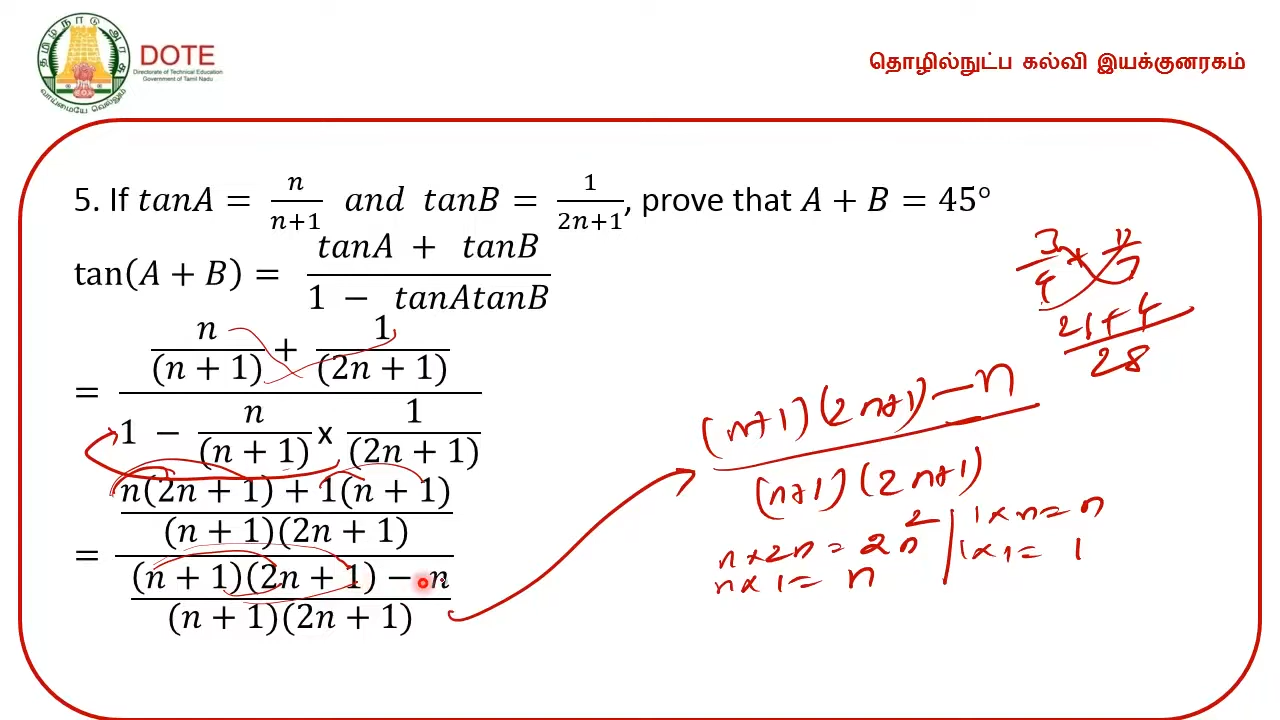 தமிழ்நாடு அரசு
வாய்மையே வெல்லும்
DOTE
Directorate of Technical Education
Government of Tamil Nadu
தொழில்நுட்ப கல்வி இயக்குனரகம்
5. If tanA = n/(n+1) and tanB = 1/(2n+1), prove that A + B = 45°
tan(A + B) = (tanA + tanB)/(1 − tanAtanB)
= (n/(n + 1) + 1/(2n + 1))/(1 − n/(n + 1) x 1/(2n + 1))
= ((n(2n + 1) + 1(n + 1))/((n + 1)(2n + 1)))/(((n + 1)(2n + 1) − n)/((n + 1)(2n + 1)))
(21 + 4)/28
((n+1)(2n+1) − n)/((n+1)(2n+1))
n×2n = 2n² | 1×n = n
n×1 = n | 1×1 = 1